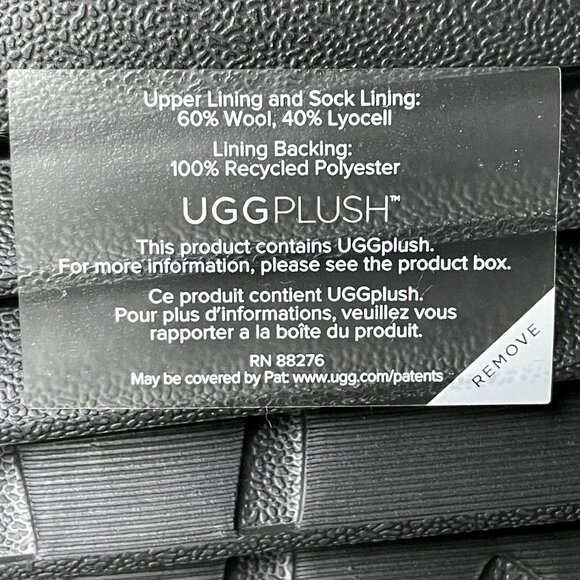 Upper Lining and Sock Lining:
60% Wool, 40% Lyocell
Lining Backing:
100% Recycled Polyester
UGGPLUSH™
This product contains UGGplush.
For more information, please see the product box.
Ce produit contient UGGplush.
Pour plus d'informations, veuillez vous
rapporter a la boîte du produit.
RN 88276
May be covered by Pat: www.ugg.com/patents
REMOVE